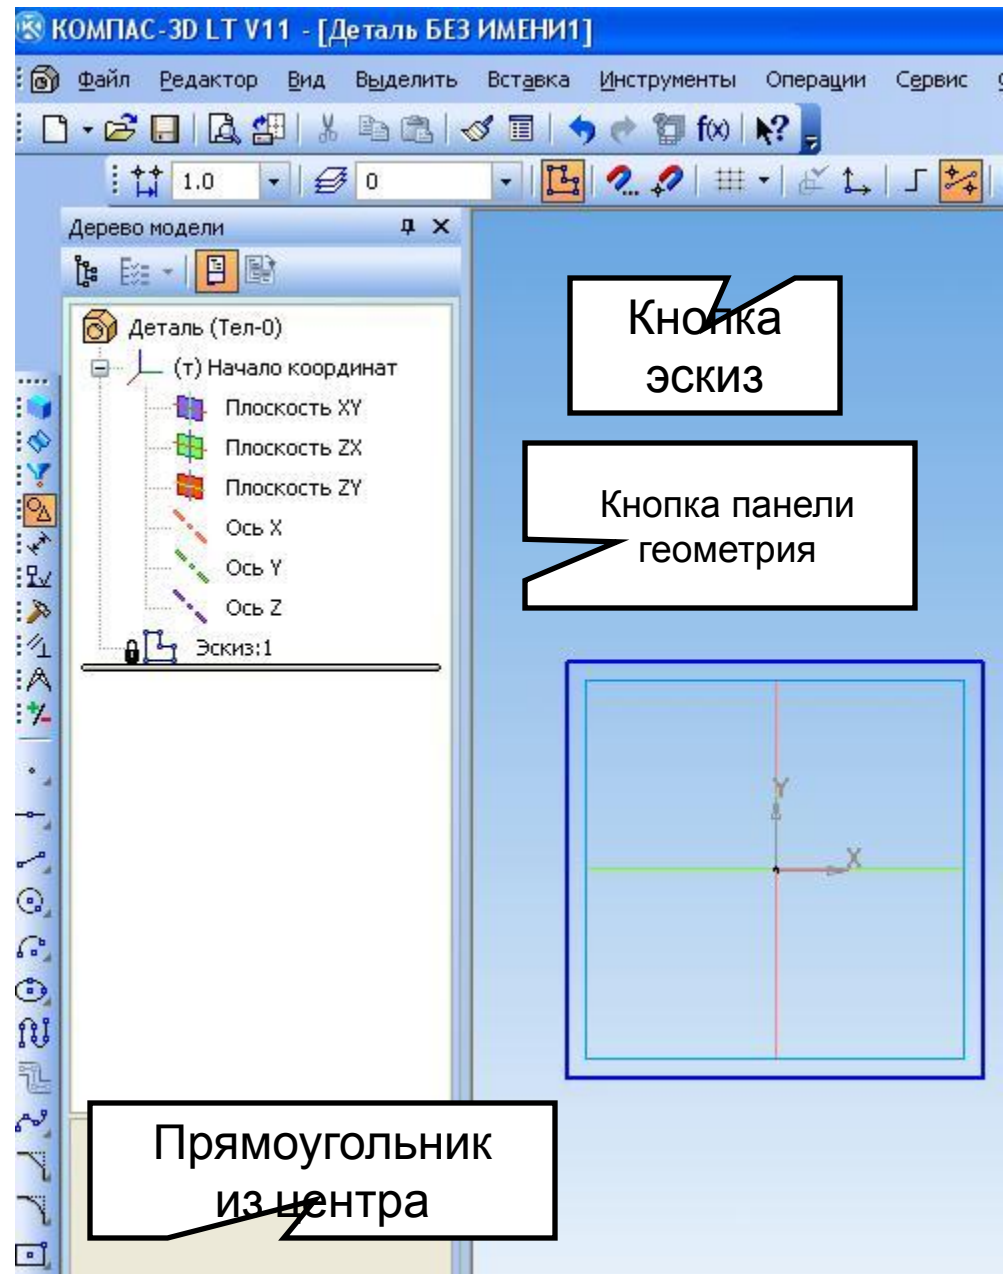 КОМПАС-3D LT V11 - [Деталь БЕЗ ИМЕНИ1]
Файл Редактор Вид Выделить Вставка Инструменты Операции Сервис
f(x) ?
1.0 0
Дерево модели
Деталь (Тел-0)
(т) Начало координат
Плоскость XY
Плоскость ZX
Плоскость ZY
Ось X
Ось Y
Ось Z
Эскиз:1
Кнопка
эскиз
Кнопка панели
геометрия
Y
X
Прямоугольник
из центра